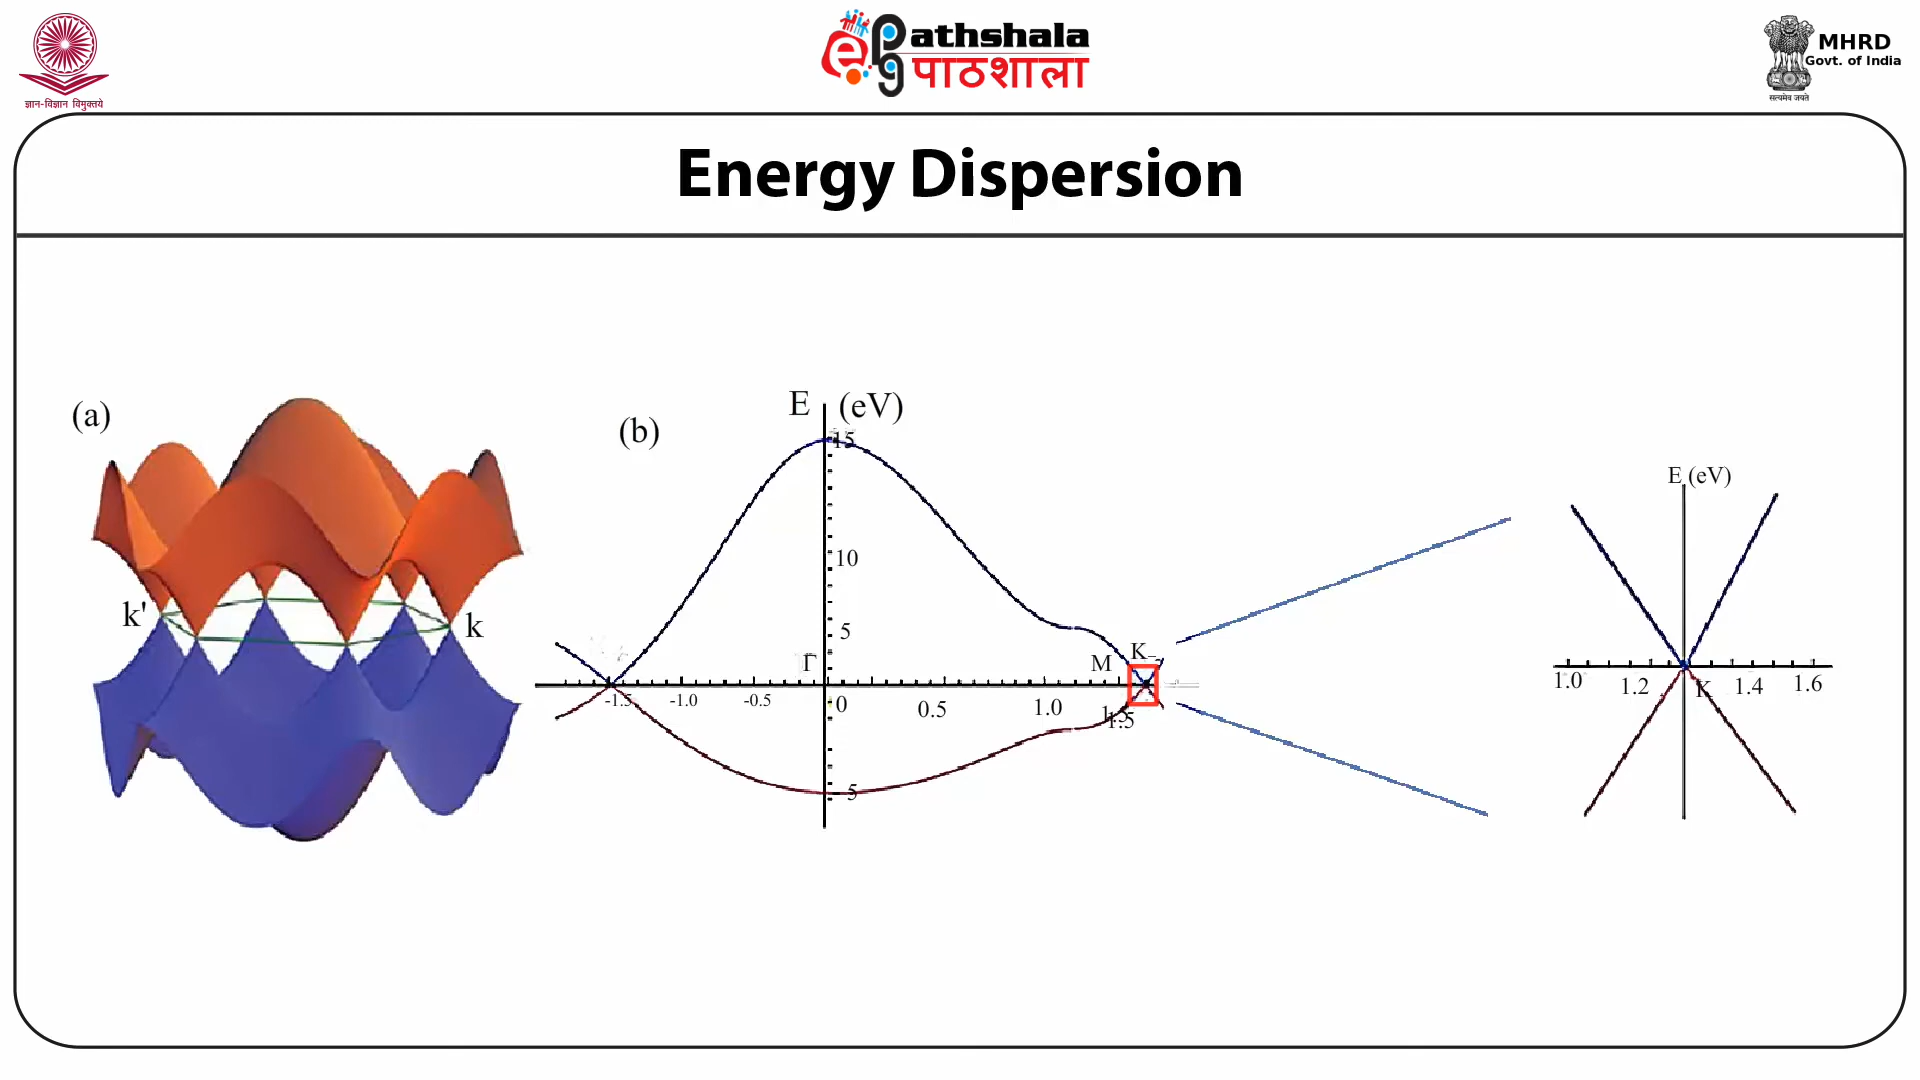 ज्ञान-विज्ञान विमुक्तये
ePathshala
पाठशाला
MHRD
Govt. of India
सत्यमेव जयते
Energy Dispersion
(a)
k'
k
(b)
E (eV)
15
10
5
Γ
M
K
-1.5
-1.0
-0.5
0
0.5
1.0
1.5
5
E (eV)
1.0
1.2
K
1.4
1.6